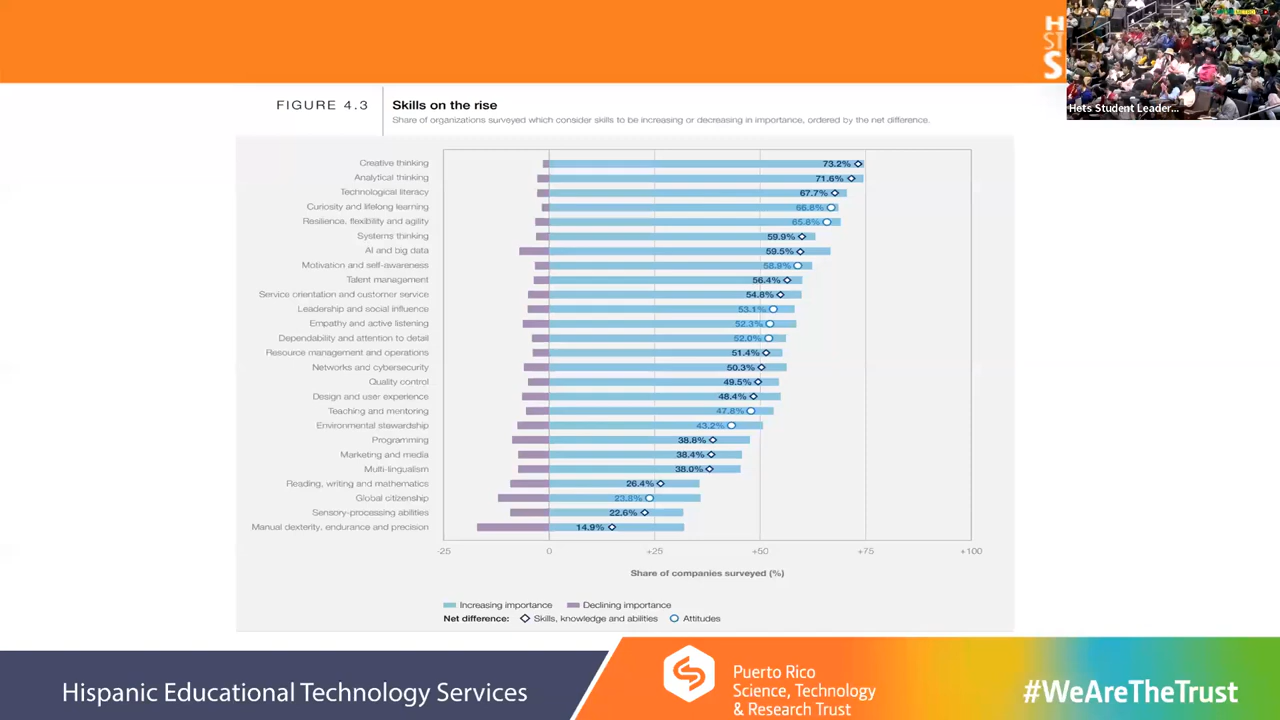 H
ST
S
METRO
Hets Student Leader...
FIGURE 4.3
Skills on the rise
Share of organizations surveyed which consider skills to be increasing or decreasing in importance, ordered by the net difference.
Creative thinking 73.2%
Analytical thinking 71.6%
Technological literacy 67.7%
Curiosity and lifelong learning 66.8%
Resilience, flexibility and agility 65.8%
Systems thinking 59.9%
AI and big data 59.5%
Motivation and self-awareness 58.9%
Talent management 56.4%
Service orientation and customer service 54.8%
Leadership and social influence 53.1%
Empathy and active listening 52.3%
Dependability and attention to detail 52.0%
Resource management and operations 51.4%
Networks and cybersecurity 50.3%
Quality control 49.5%
Design and user experience 48.4%
Teaching and mentoring 47.8%
Environmental stewardship 43.2%
Programming 38.8%
Marketing and media 38.4%
Multi-lingualism 38.0%
Reading, writing and mathematics 26.4%
Global citizenship 23.8%
Sensory-processing abilities 22.6%
Manual dexterity, endurance and precision 14.9%
-25 0 +25 +50 +75 +100
Share of companies surveyed (%)
Increasing importance Declining importance
Net difference: Skills, knowledge and abilities Attitudes
Hispanic Educational Technology Services
Puerto Rico
Science, Technology
& Research Trust
#WeAreTheTrust